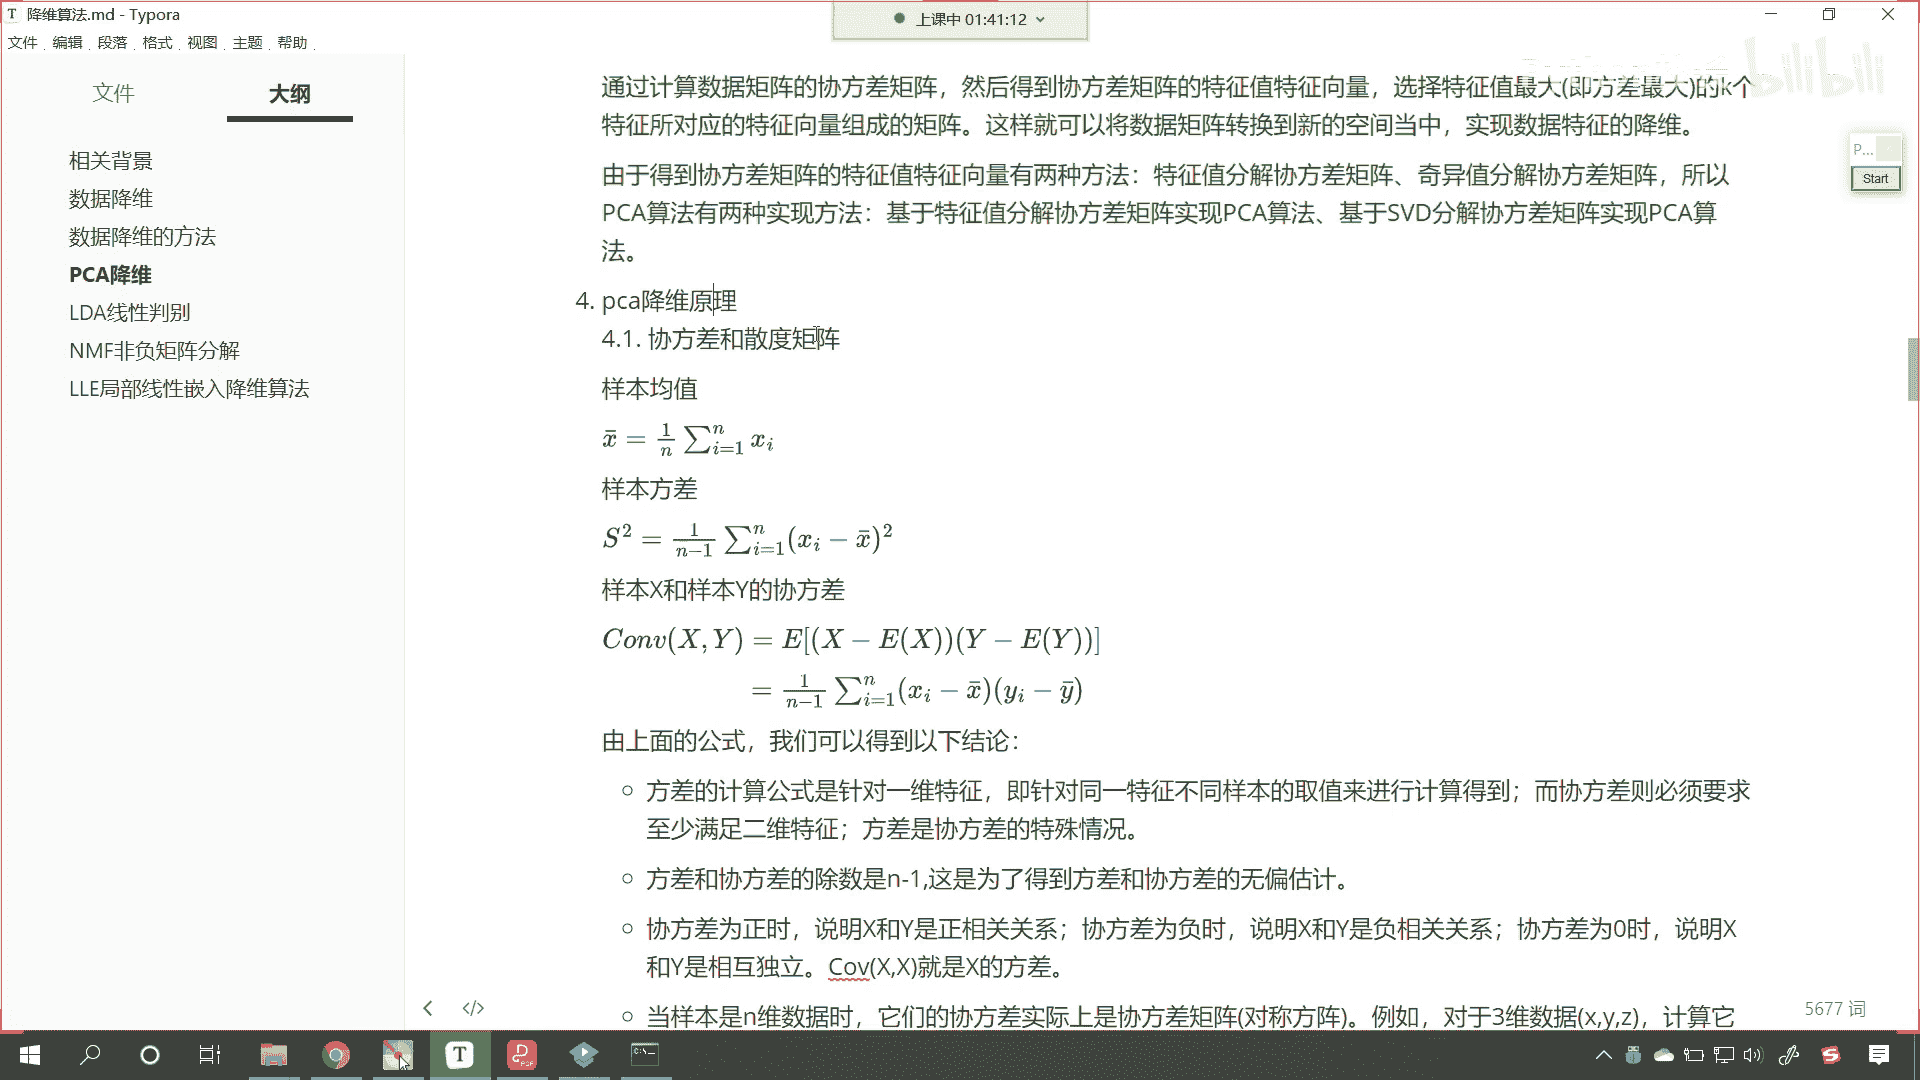 降维算法.md - Typora
上课中 01:41:12
文件 编辑 段落 格式 视图 主题 帮助
bilibili
文件 大纲
相关背景
数据降维
数据降维的方法
PCA降维
LDA线性判别
NMF非负矩阵分解
LLE局部线性嵌入降维算法
通过计算数据矩阵的协方差矩阵，然后得到协方差矩阵的特征值特征向量，选择特征值最大(即方差最大)的k个
特征所对应的特征向量组成的矩阵。这样就可以将数据矩阵转换到新的空间当中，实现数据特征的降维。
由于得到协方差矩阵的特征值特征向量有两种方法：特征值分解协方差矩阵、奇异值分解协方差矩阵，所以
PCA算法有两种实现方法：基于特征值分解协方差矩阵实现PCA算法、基于SVD分解协方差矩阵实现PCA算
法。
4. pca降维原理
4.1. 协方差和散度矩阵
样本均值
x̄ = 1/n ∑_{i=1}^{n} x_i
样本方差
S² = 1/(n−1) ∑_{i=1}^{n} (x_i − x̄)²
样本X和样本Y的协方差
Conv(X, Y) = E[(X − E(X))(Y − E(Y))]
= 1/(n−1) ∑_{i=1}^{n} (x_i − x̄)(y_i − ȳ)
由上面的公式，我们可以得到以下结论：
方差的计算公式是针对一维特征，即针对同一特征不同样本的取值来进行计算得到；而协方差则必须要求
至少满足二维特征；方差是协方差的特殊情况。
方差和协方差的除数是n-1,这是为了得到方差和协方差的无偏估计。
协方差为正时，说明X和Y是正相关关系；协方差为负时，说明X和Y是负相关关系；协方差为0时，说明X
和Y是相互独立。Cov(X,X)就是X的方差。
当样本是n维数据时，它们的协方差实际上是协方差矩阵(对称方阵)。例如，对于3维数据(x,y,z)，计算它
P...
Start
</> 5677 词